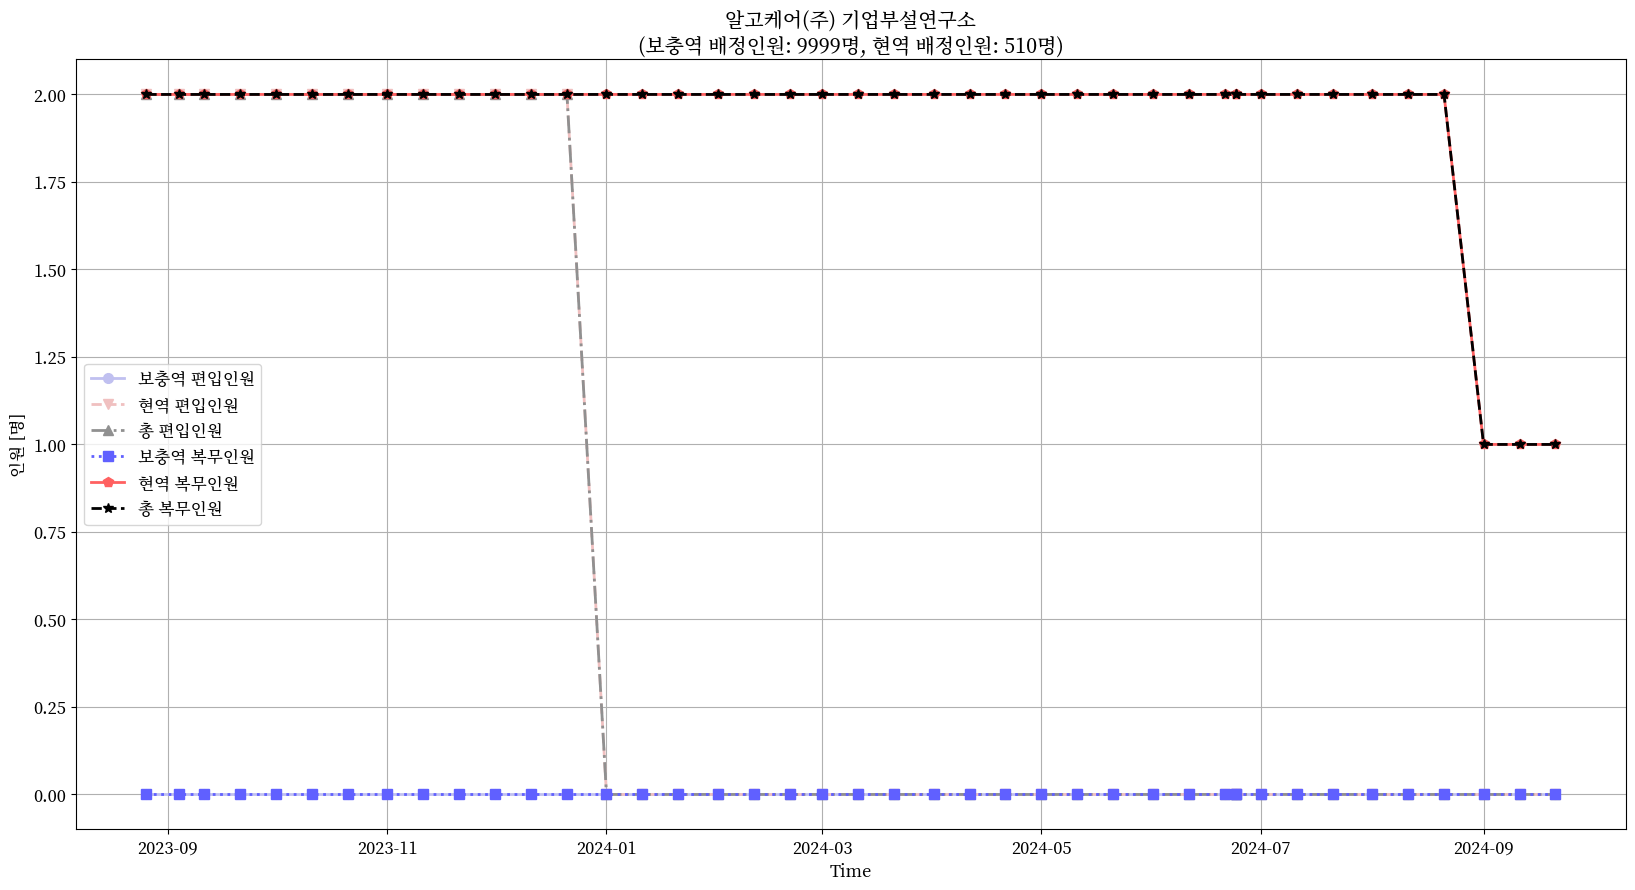 알고케어(주) 기업부설연구소
(보충역 배정인원: 9999명, 현역 배정인원: 510명)
인원 [명]
2.00
1.75
1.50
1.25
1.00
0.75
0.50
0.25
0.00
보충역 편입인원
현역 편입인원
총 편입인원
보충역 복무인원
현역 복무인원
총 복무인원
2023-09 2023-11 2024-01 2024-03 2024-05 2024-07 2024-09
Time